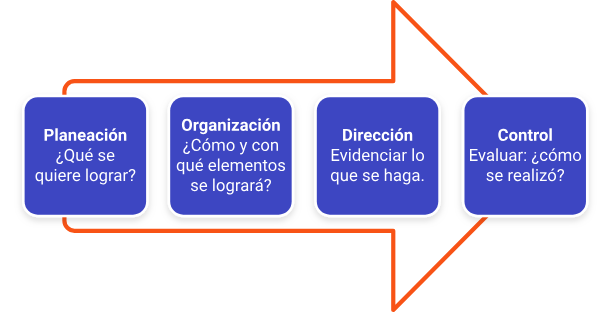 Planeación
¿Qué se
quiere lograr?
Organización
¿Cómo y con
qué elementos
se logrará?
Dirección
Evidenciar lo
que se haga.
Control
Evaluar: ¿cómo
se realizó?